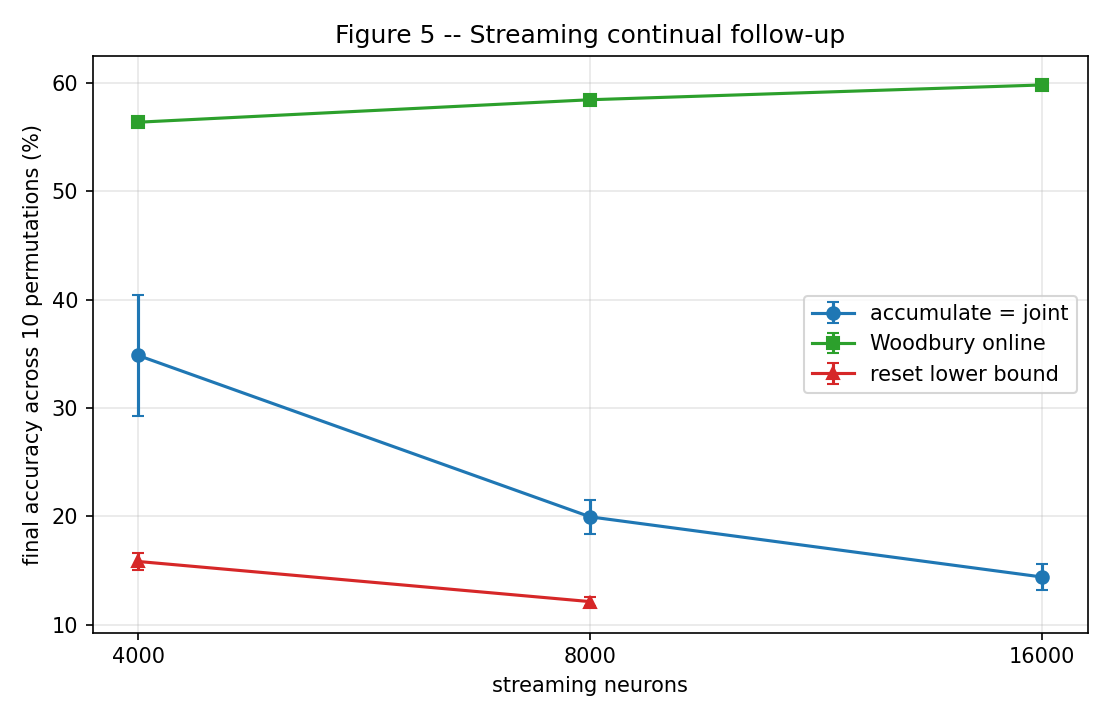 Figure 5 -- Streaming continual follow-up
final accuracy across 10 permutations (%)
60
50
40
30
20
10
accumulate = joint
Woodbury online
reset lower bound
4000
8000
16000
streaming neurons